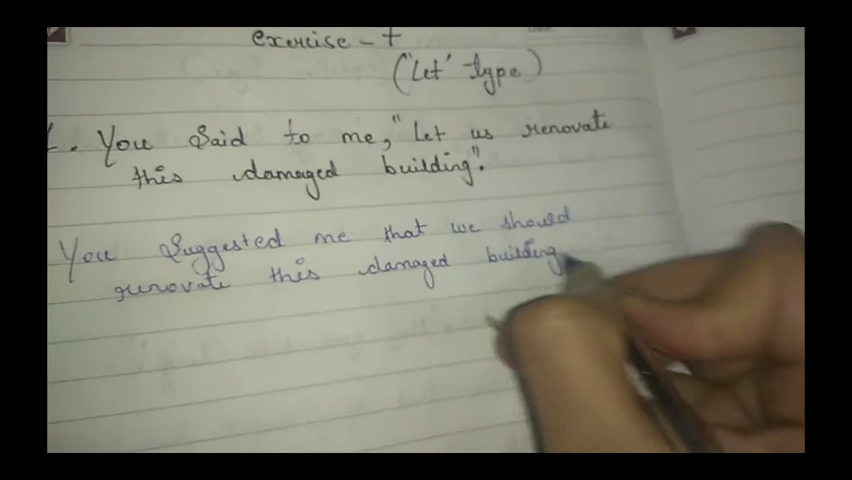 exercise - t
("Let' type)
1. You Said to me, "Let us renovate
this damaged building".
You Suggested me that we should
renovate this damaged building